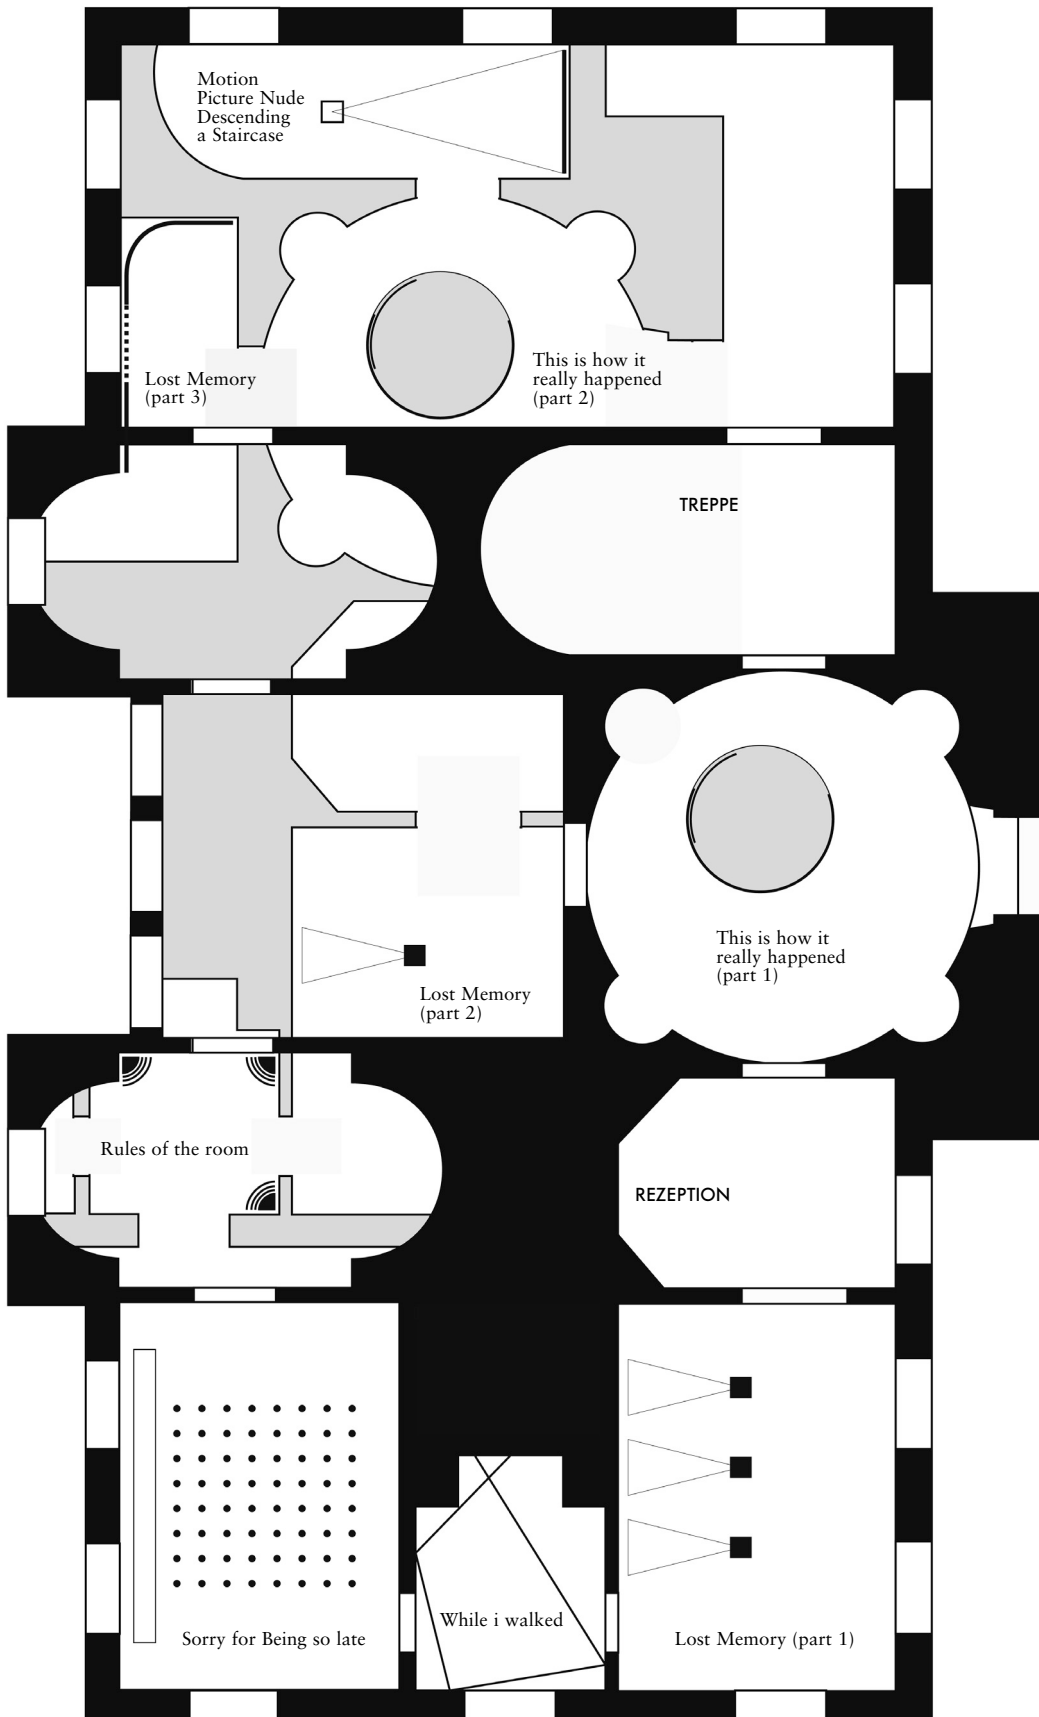 Motion
Picture Nude
Descending
a Staircase
Lost Memory
(part 3)
This is how it
really happened
(part 2)
TREPPE
This is how it
really happened
(part 1)
Lost Memory
(part 2)
Rules of the room
REZEPTION
While i walked
Sorry for Being so late
Lost Memory (part 1)